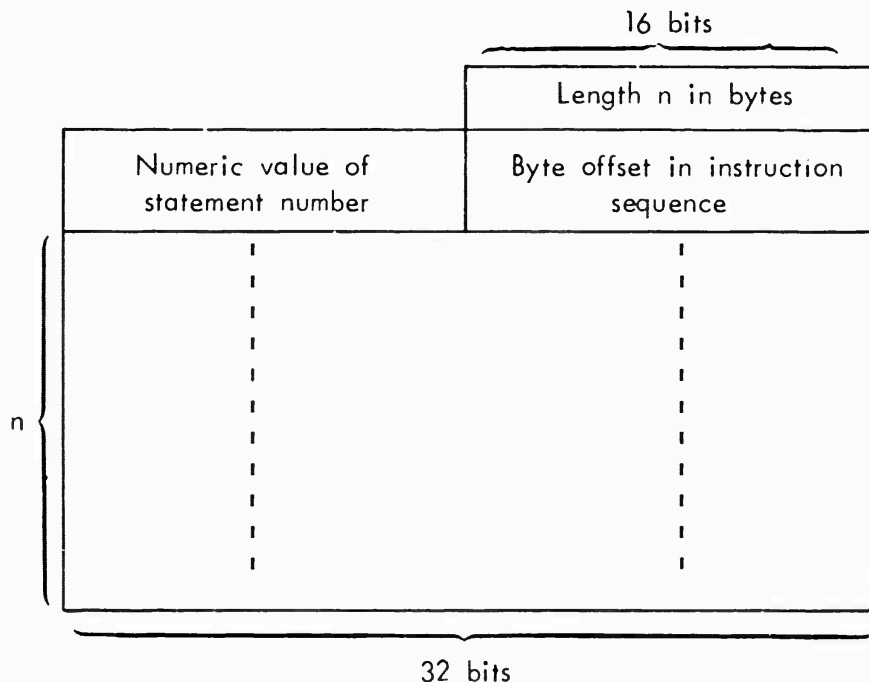 16 bits
Length n in bytes
Numeric value of
statement number
Byte offset in instruction
sequence
n
32 bits